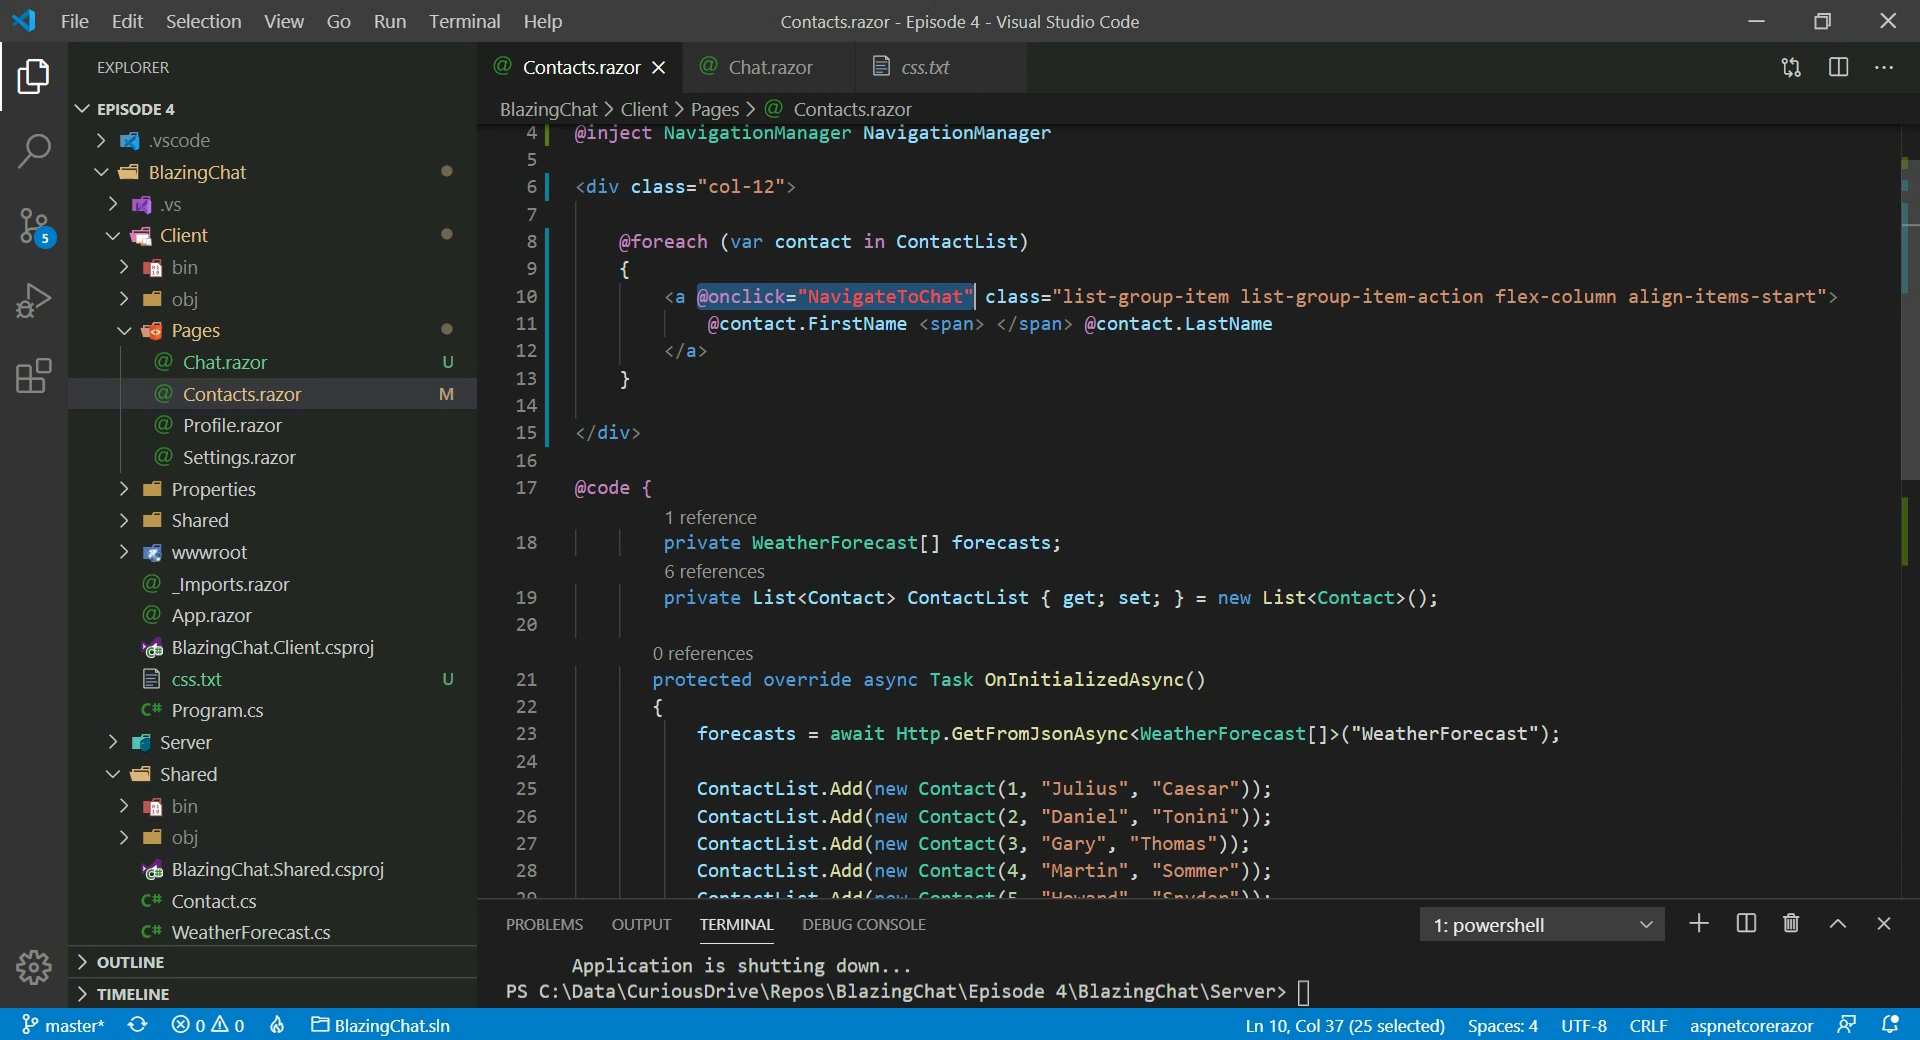 File Edit Selection View Go Run Terminal Help
Contacts.razor - Episode 4 - Visual Studio Code
EXPLORER
EPISODE 4
.vscode
BlazingChat
.vs
Client
bin
obj
Pages
Chat.razor U
Contacts.razor M
Profile.razor
Settings.razor
Properties
Shared
wwwroot
_Imports.razor
App.razor
BlazingChat.Client.csproj
css.txt U
Program.cs
Server
Shared
bin
obj
BlazingChat.Shared.csproj
Contact.cs
WeatherForecast.cs
OUTLINE
TIMELINE
5
Contacts.razor Chat.razor css.txt
BlazingChat > Client > Pages > Contacts.razor
4 @inject NavigationManager NavigationManager
5
6 <div class="col-12">
7
8 @foreach (var contact in ContactList)
9 {
10 <a @onclick="NavigateToChat" class="list-group-item list-group-item-action flex-column align-items-start">
11 @contact.FirstName <span> </span> @contact.LastName
12 </a>
13 }
14
15 </div>
16
17 @code {
1 reference
18 private WeatherForecast[] forecasts;
6 references
19 private List<Contact> ContactList { get; set; } = new List<Contact>();
20
0 references
21 protected override async Task OnInitializedAsync()
22 {
23 forecasts = await Http.GetFromJsonAsync<WeatherForecast[]>("WeatherForecast");
24
25 ContactList.Add(new Contact(1, "Julius", "Caesar"));
26 ContactList.Add(new Contact(2, "Daniel", "Tonini"));
27 ContactList.Add(new Contact(3, "Gary", "Thomas"));
28 ContactList.Add(new Contact(4, "Martin", "Sommer"));
29 ContactList.Add(new Contact(5, "Howard", "Snyder"));
PROBLEMS OUTPUT TERMINAL DEBUG CONSOLE
1: powershell
Application is shutting down...
PS C:\Data\CuriousDrive\Repos\BlazingChat\Episode 4\BlazingChat\Server>
master* 0 0 BlazingChat.sln
Ln 10, Col 37 (25 selected) Spaces: 4 UTF-8 CRLF aspnetcorerazor